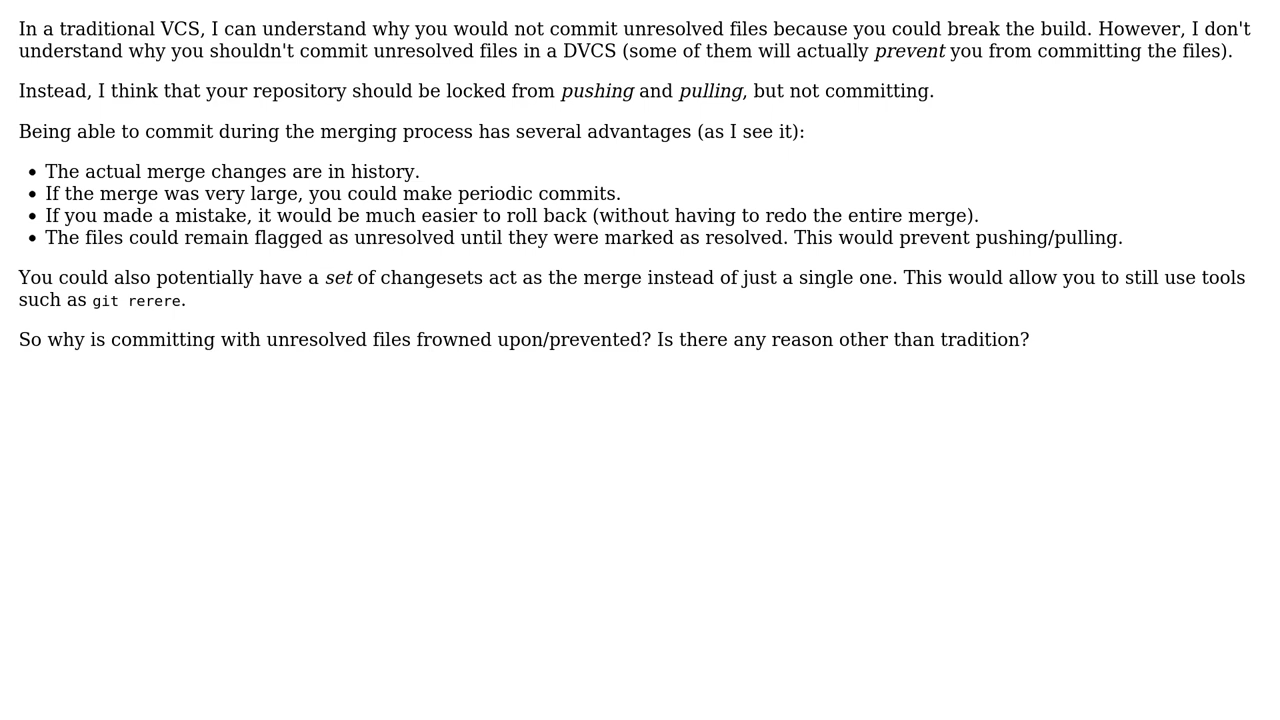 In a traditional VCS, I can understand why you would not commit unresolved files because you could break the build. However, I don't
understand why you shouldn't commit unresolved files in a DVCS (some of them will actually prevent you from committing the files).
Instead, I think that your repository should be locked from pushing and pulling, but not committing.
Being able to commit during the merging process has several advantages (as I see it):
• The actual merge changes are in history.
• If the merge was very large, you could make periodic commits.
• If you made a mistake, it would be much easier to roll back (without having to redo the entire merge).
• The files could remain flagged as unresolved until they were marked as resolved. This would prevent pushing/pulling.
You could also potentially have a set of changesets act as the merge instead of just a single one. This would allow you to still use tools
such as git rerere.
So why is committing with unresolved files frowned upon/prevented? Is there any reason other than tradition?